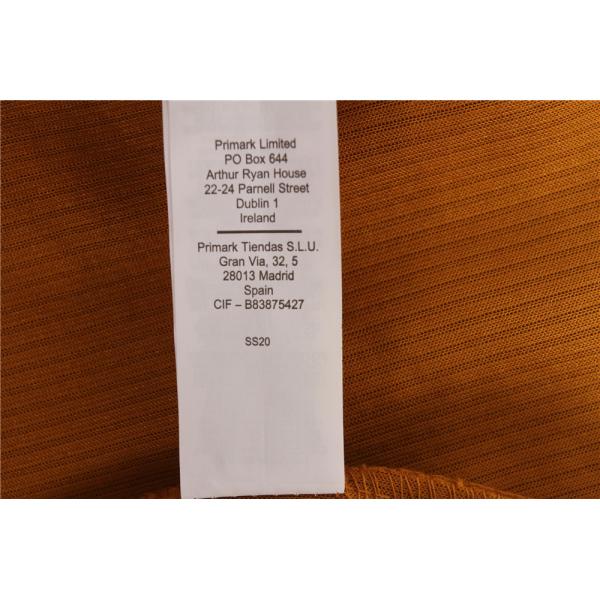 Primark Limited
PO Box 644
Arthur Ryan House
22-24 Parnell Street
Dublin 1
Ireland
Primark Tiendas S.L.U.
Gran Via, 32, 5
28013 Madrid
Spain
CIF – B83875427
SS20